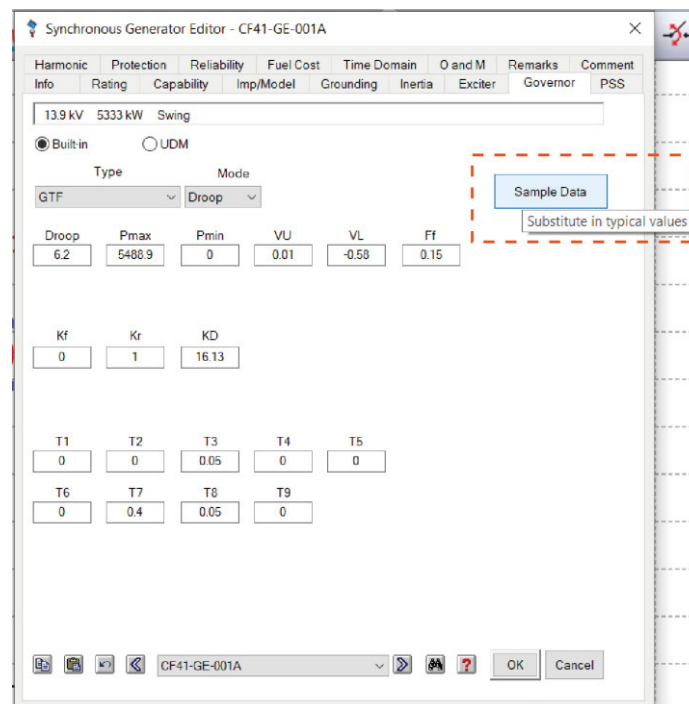 Synchronous Generator Editor - CF41-GE-001A
Harmonic Protection Reliability Fuel Cost Time Domain O and M Remarks Comment
Info Rating Capability Imp/Model Grounding Inertia Exciter Governor PSS
13.9 kV 5333 kW Swing
Built-in UDM
Type Mode
GTF Droop
Sample Data
Substitute in typical values
Droop Pmax Pmin VU VL Ff
6.2 5488.9 0 0.01 -0.58 0.15
Kf Kr KD
0 1 16.13
T1 T2 T3 T4 T5
0 0 0.05 0 0
T6 T7 T8 T9
0 0.4 0.05 0
CF41-GE-001A ? OK Cancel